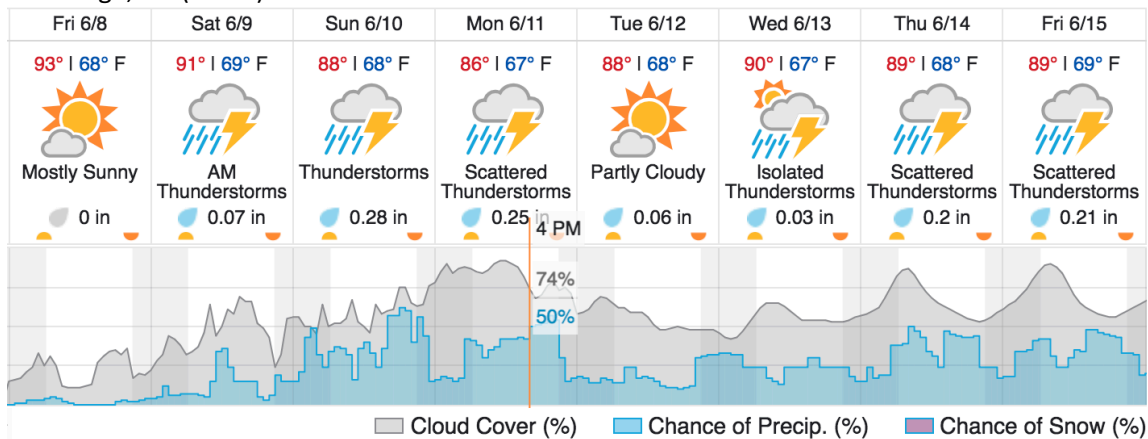 Fri 6/8 Sat 6/9 Sun 6/10 Mon 6/11 Tue 6/12 Wed 6/13 Thu 6/14 Fri 6/15
93° | 68° F 91° | 69° F 88° | 68° F 86° | 67° F 88° | 68° F 90° | 67° F 89° | 68° F 89° | 69° F
Mostly Sunny AM Thunderstorms Scattered Partly Cloudy Isolated Scattered Scattered
Thunderstorms Thunderstorms Thunderstorms Thunderstorms Thunderstorms
0 in 0.07 in 0.28 in 0.25 in 0.06 in 0.03 in 0.2 in 0.21 in
4 PM
74%
50%
Cloud Cover (%) Chance of Precip. (%) Chance of Snow (%)